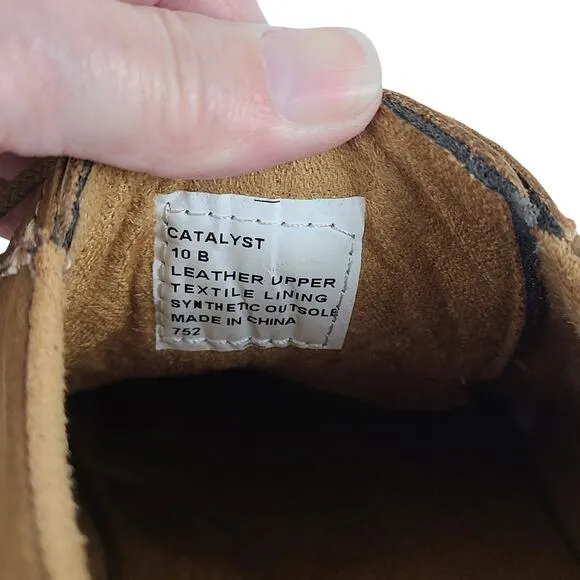 CATALYST
10 B
LEATHER UPPER
TEXTILE LINING
SYNTHETIC OUTSOLE
MADE IN CHINA
752